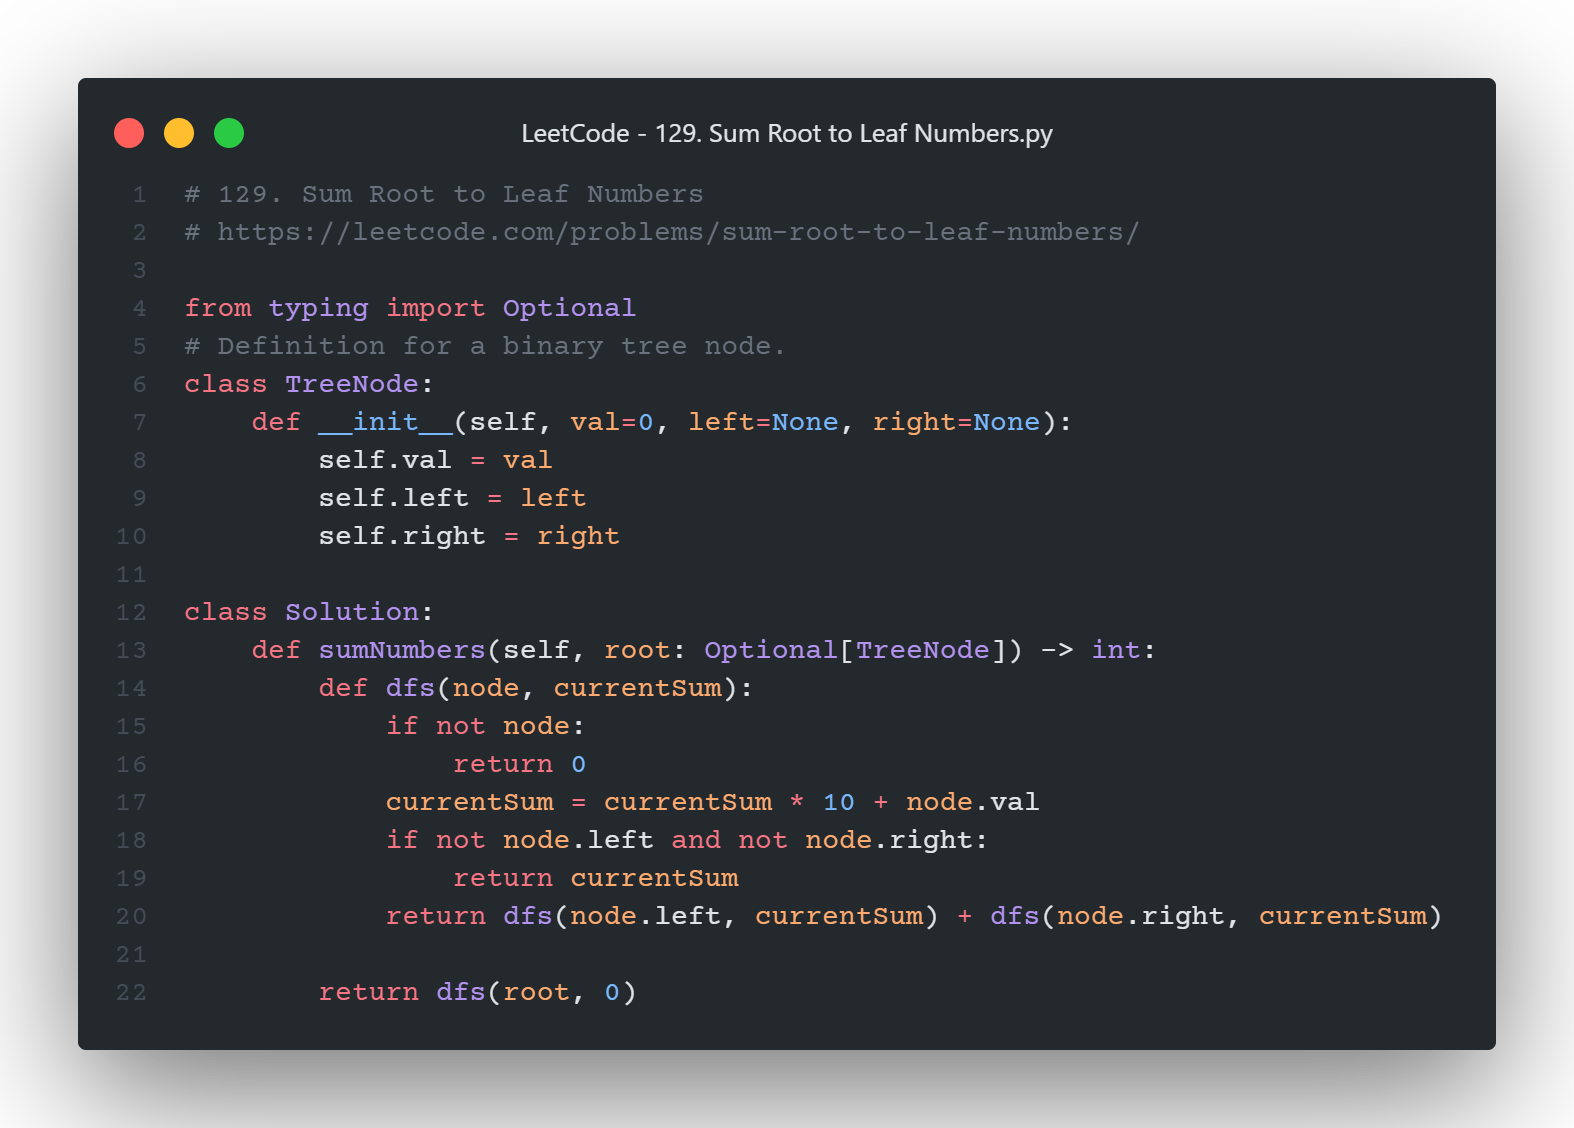 LeetCode - 129. Sum Root to Leaf Numbers.py
1 # 129. Sum Root to Leaf Numbers
2 # https://leetcode.com/problems/sum-root-to-leaf-numbers/
3
4 from typing import Optional
5 # Definition for a binary tree node.
6 class TreeNode:
7     def __init__(self, val=0, left=None, right=None):
8         self.val = val
9         self.left = left
10         self.right = right
11
12 class Solution:
13     def sumNumbers(self, root: Optional[TreeNode]) -> int:
14         def dfs(node, currentSum):
15             if not node:
16                 return 0
17             currentSum = currentSum * 10 + node.val
18             if not node.left and not node.right:
19                 return currentSum
20             return dfs(node.left, currentSum) + dfs(node.right, currentSum)
21
22         return dfs(root, 0)